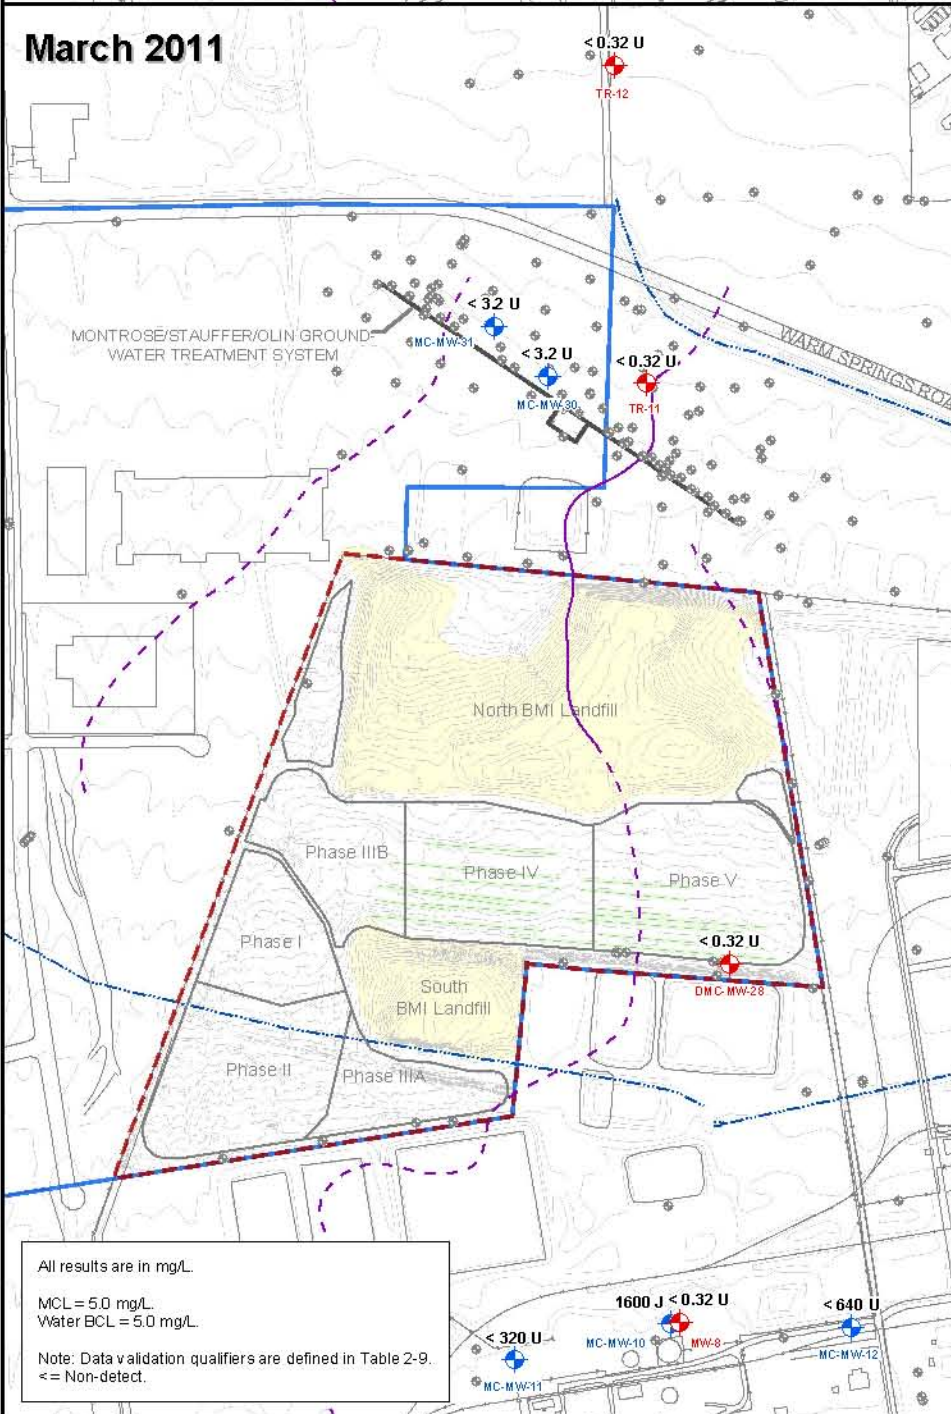 March 2011
< 0.32 U
TR-12
< 3.2 U
MONTROSE/STAUFFER/OLIN GROUND-
WATER TREATMENT SYSTEM
MC-MW-31
< 3.2 U
MC-MW-30
< 0.32 U
TR-11
WARM SPRINGS ROA
North BMI Landfill
Phase IIIB
Phase IV
Phase V
Phase I
< 0.32 U
DMC-MW-28
South
BMI Landfill
Phase II
Phase IIIA
All results are in mg/L.
MCL = 5.0 mg/L.
Water BCL = 5.0 mg/L.
Note: Data validation qualifiers are defined in Table 2-9.
< = Non-detect.
< 320 U
MC-MW-11
1600 J
MC-MW-10
< 0.32 U
MW-8
< 640 U
MC-MW-12